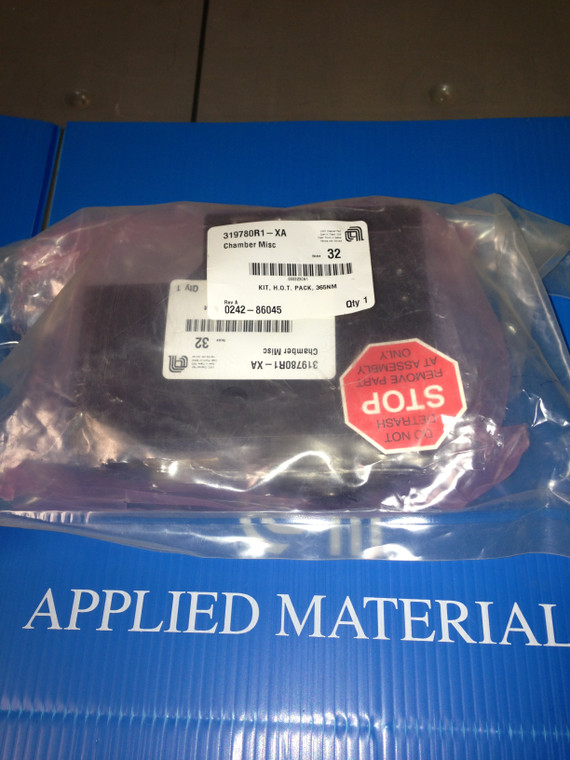 319780R1-XA
Chamber Misc
32
KIT, H.O.T. PACK, 365NM
Qty 1
Rev A
0242-86045
Qty 1
319780R1-XA
Chamber Misc
32
DO NOT
DETRASH
STOP
REMOVE PART
AT ASSEMBLY
ONLY
APPLIED MATERIAL